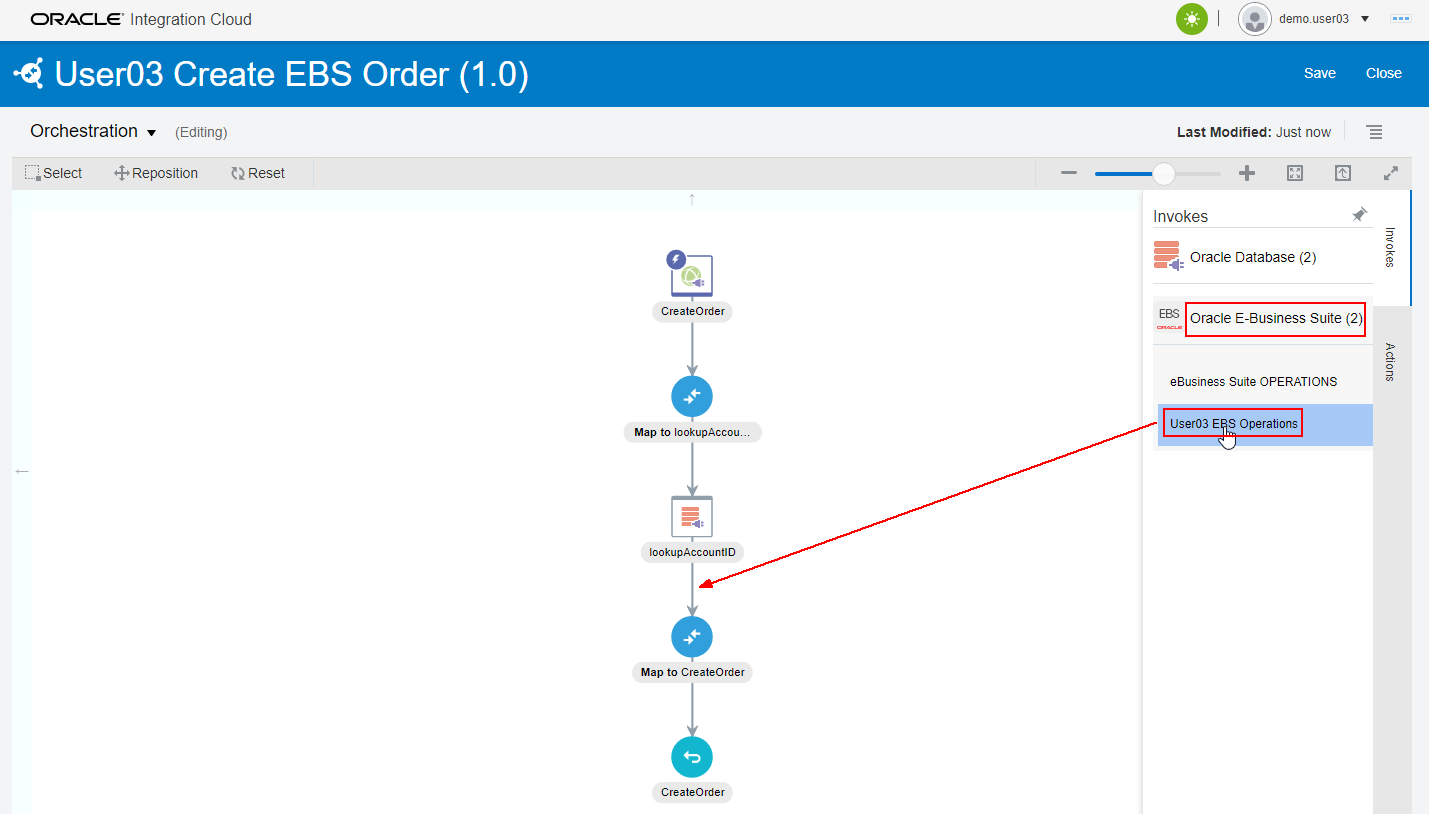 ORACLE Integration Cloud
demo.user03
User03 Create EBS Order (1.0)
Save
Close
Orchestration
(Editing)
Last Modified: Just now
Select
Reposition
Reset
CreateOrder
Map to lookupAccou...
lookupAccountID
Map to CreateOrder
CreateOrder
Invokes
Oracle Database (2)
EBS
ORACLE
Oracle E-Business Suite (2)
eBusiness Suite OPERATIONS
User03 EBS Operations
Invokes
Actions